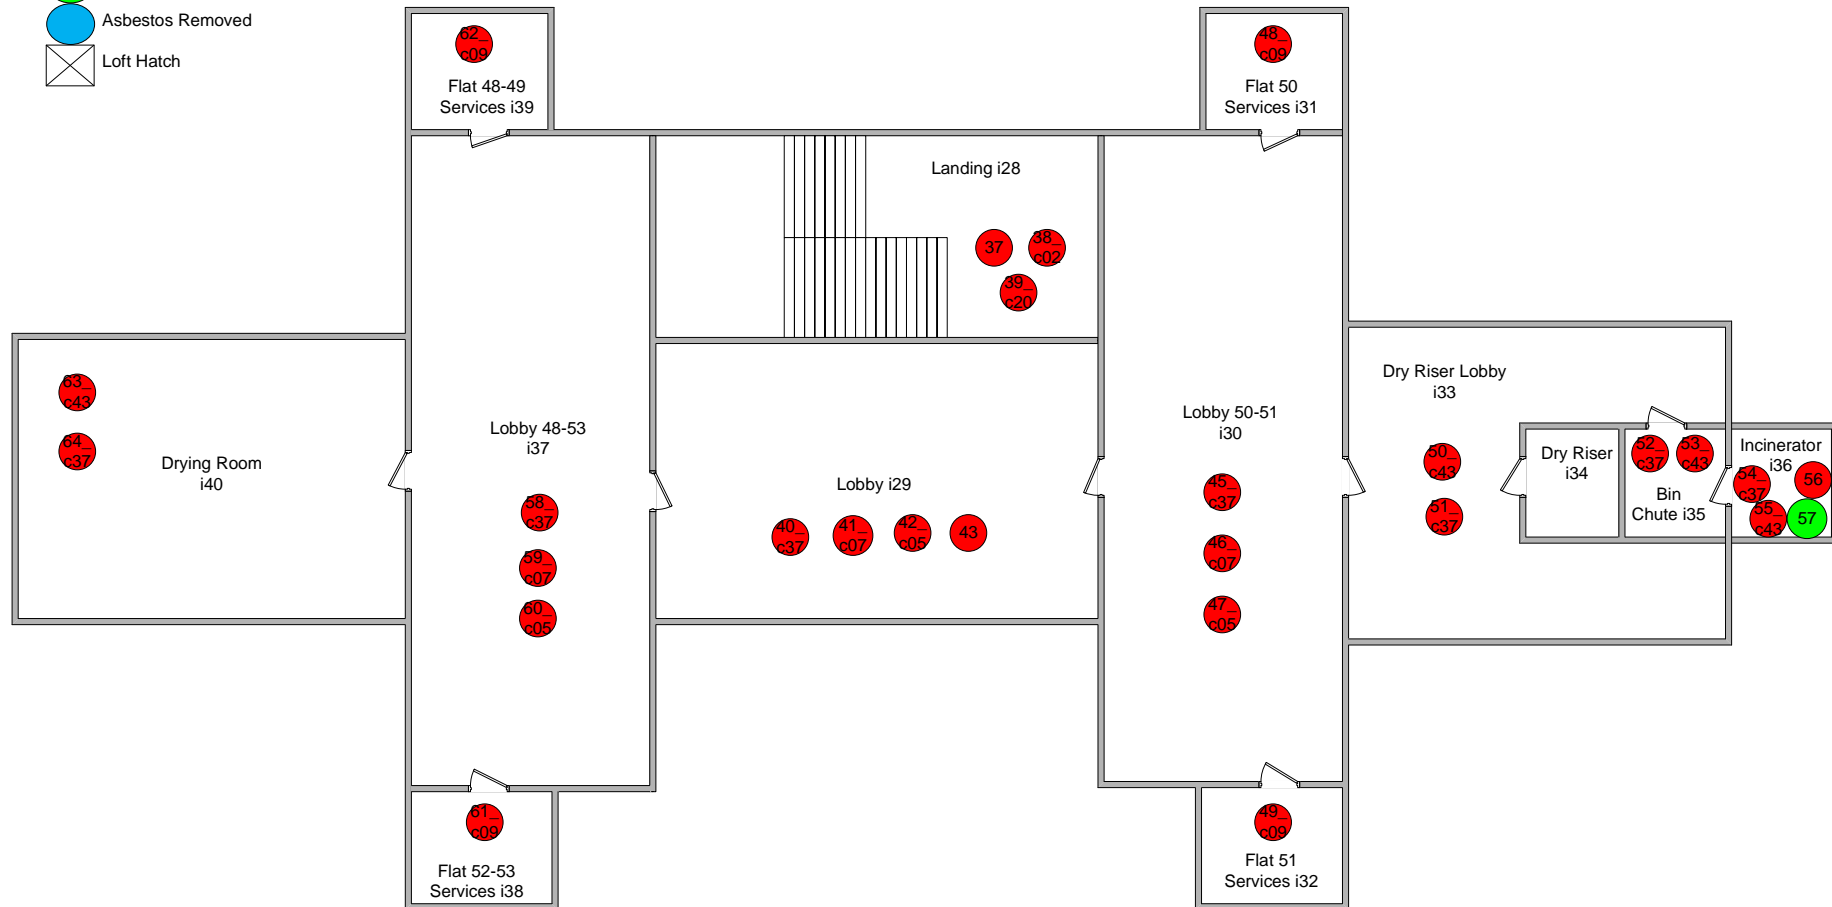 Asbestos Removed
Loft Hatch
62_
c09
Flat 48-49
Services i39
48_
c09
Flat 50
Services i31
Landing i28
37
38_
c02
39_
c20
63_
c43
64_
c37
Drying Room
i40
Lobby 48-53
i37
58_
c37
59_
c07
60_
c05
Lobby i29
40_
c37
41_
c07
42_
c05
43
Lobby 50-51
i30
45_
c37
46_
c07
47_
c05
Dry Riser Lobby
i33
50_
c43
51_
c37
Dry Riser
i34
52_
c37
53_
c43
Bin
Chute i35
Incinerator
i36
54_
c37
56
55_
c43
57
61_
c09
Flat 52-53
Services i38
49_
c09
Flat 51
Services i32